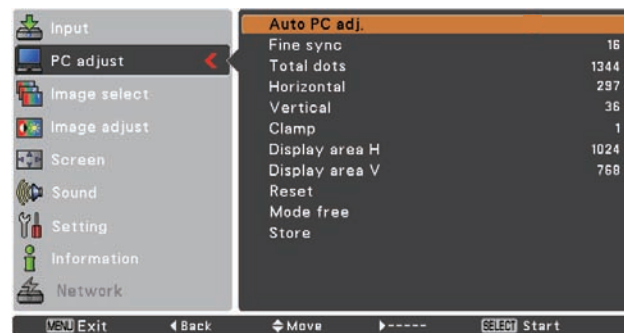 Input
PC adjust
Image select
Image adjust
Screen
Sound
Setting
Information
Network
Auto PC adj.
Fine sync 16
Total dots 1344
Horizontal 297
Vertical 36
Clamp 1
Display area H 1024
Display area V 768
Reset
Mode free
Store
MENU Exit ◀Back ◆Move ▶----- SELECT Start